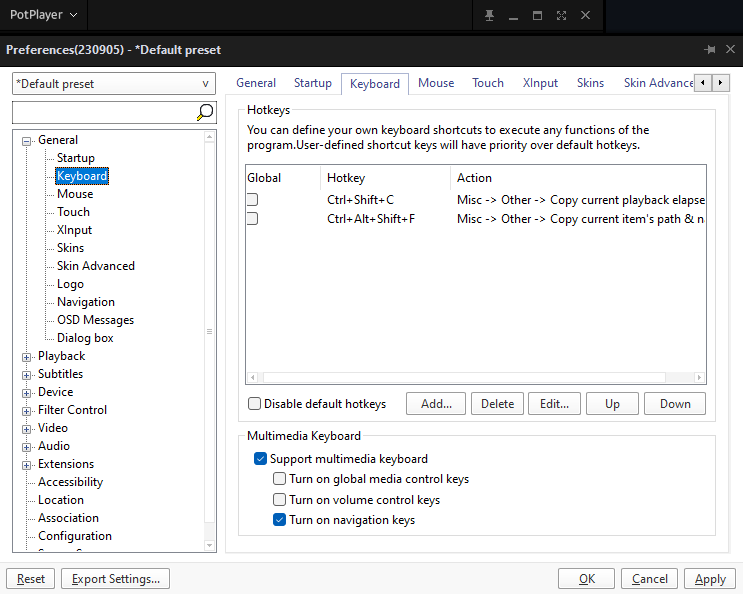 PotPlayer
Preferences(230905) - *Default preset
*Default preset
General
Startup
Keyboard
Mouse
Touch
XInput
Skins
Skin Advanced
Logo
Navigation
OSD Messages
Dialog box
Playback
Subtitles
Device
Filter Control
Video
Audio
Extensions
Accessibility
Location
Association
Configuration
General Startup Keyboard Mouse Touch XInput Skins Skin Advance
Hotkeys
You can define your own keyboard shortcuts to execute any functions of the
program.User-defined shortcut keys will have priority over default hotkeys.
Global Hotkey Action
Ctrl+Shift+C Misc -> Other -> Copy current playback elapse
Ctrl+Alt+Shift+F Misc -> Other -> Copy current item's path & n
Disable default hotkeys Add... Delete Edit... Up Down
Multimedia Keyboard
Support multimedia keyboard
Turn on global media control keys
Turn on volume control keys
Turn on navigation keys
Reset Export Settings... OK Cancel Apply